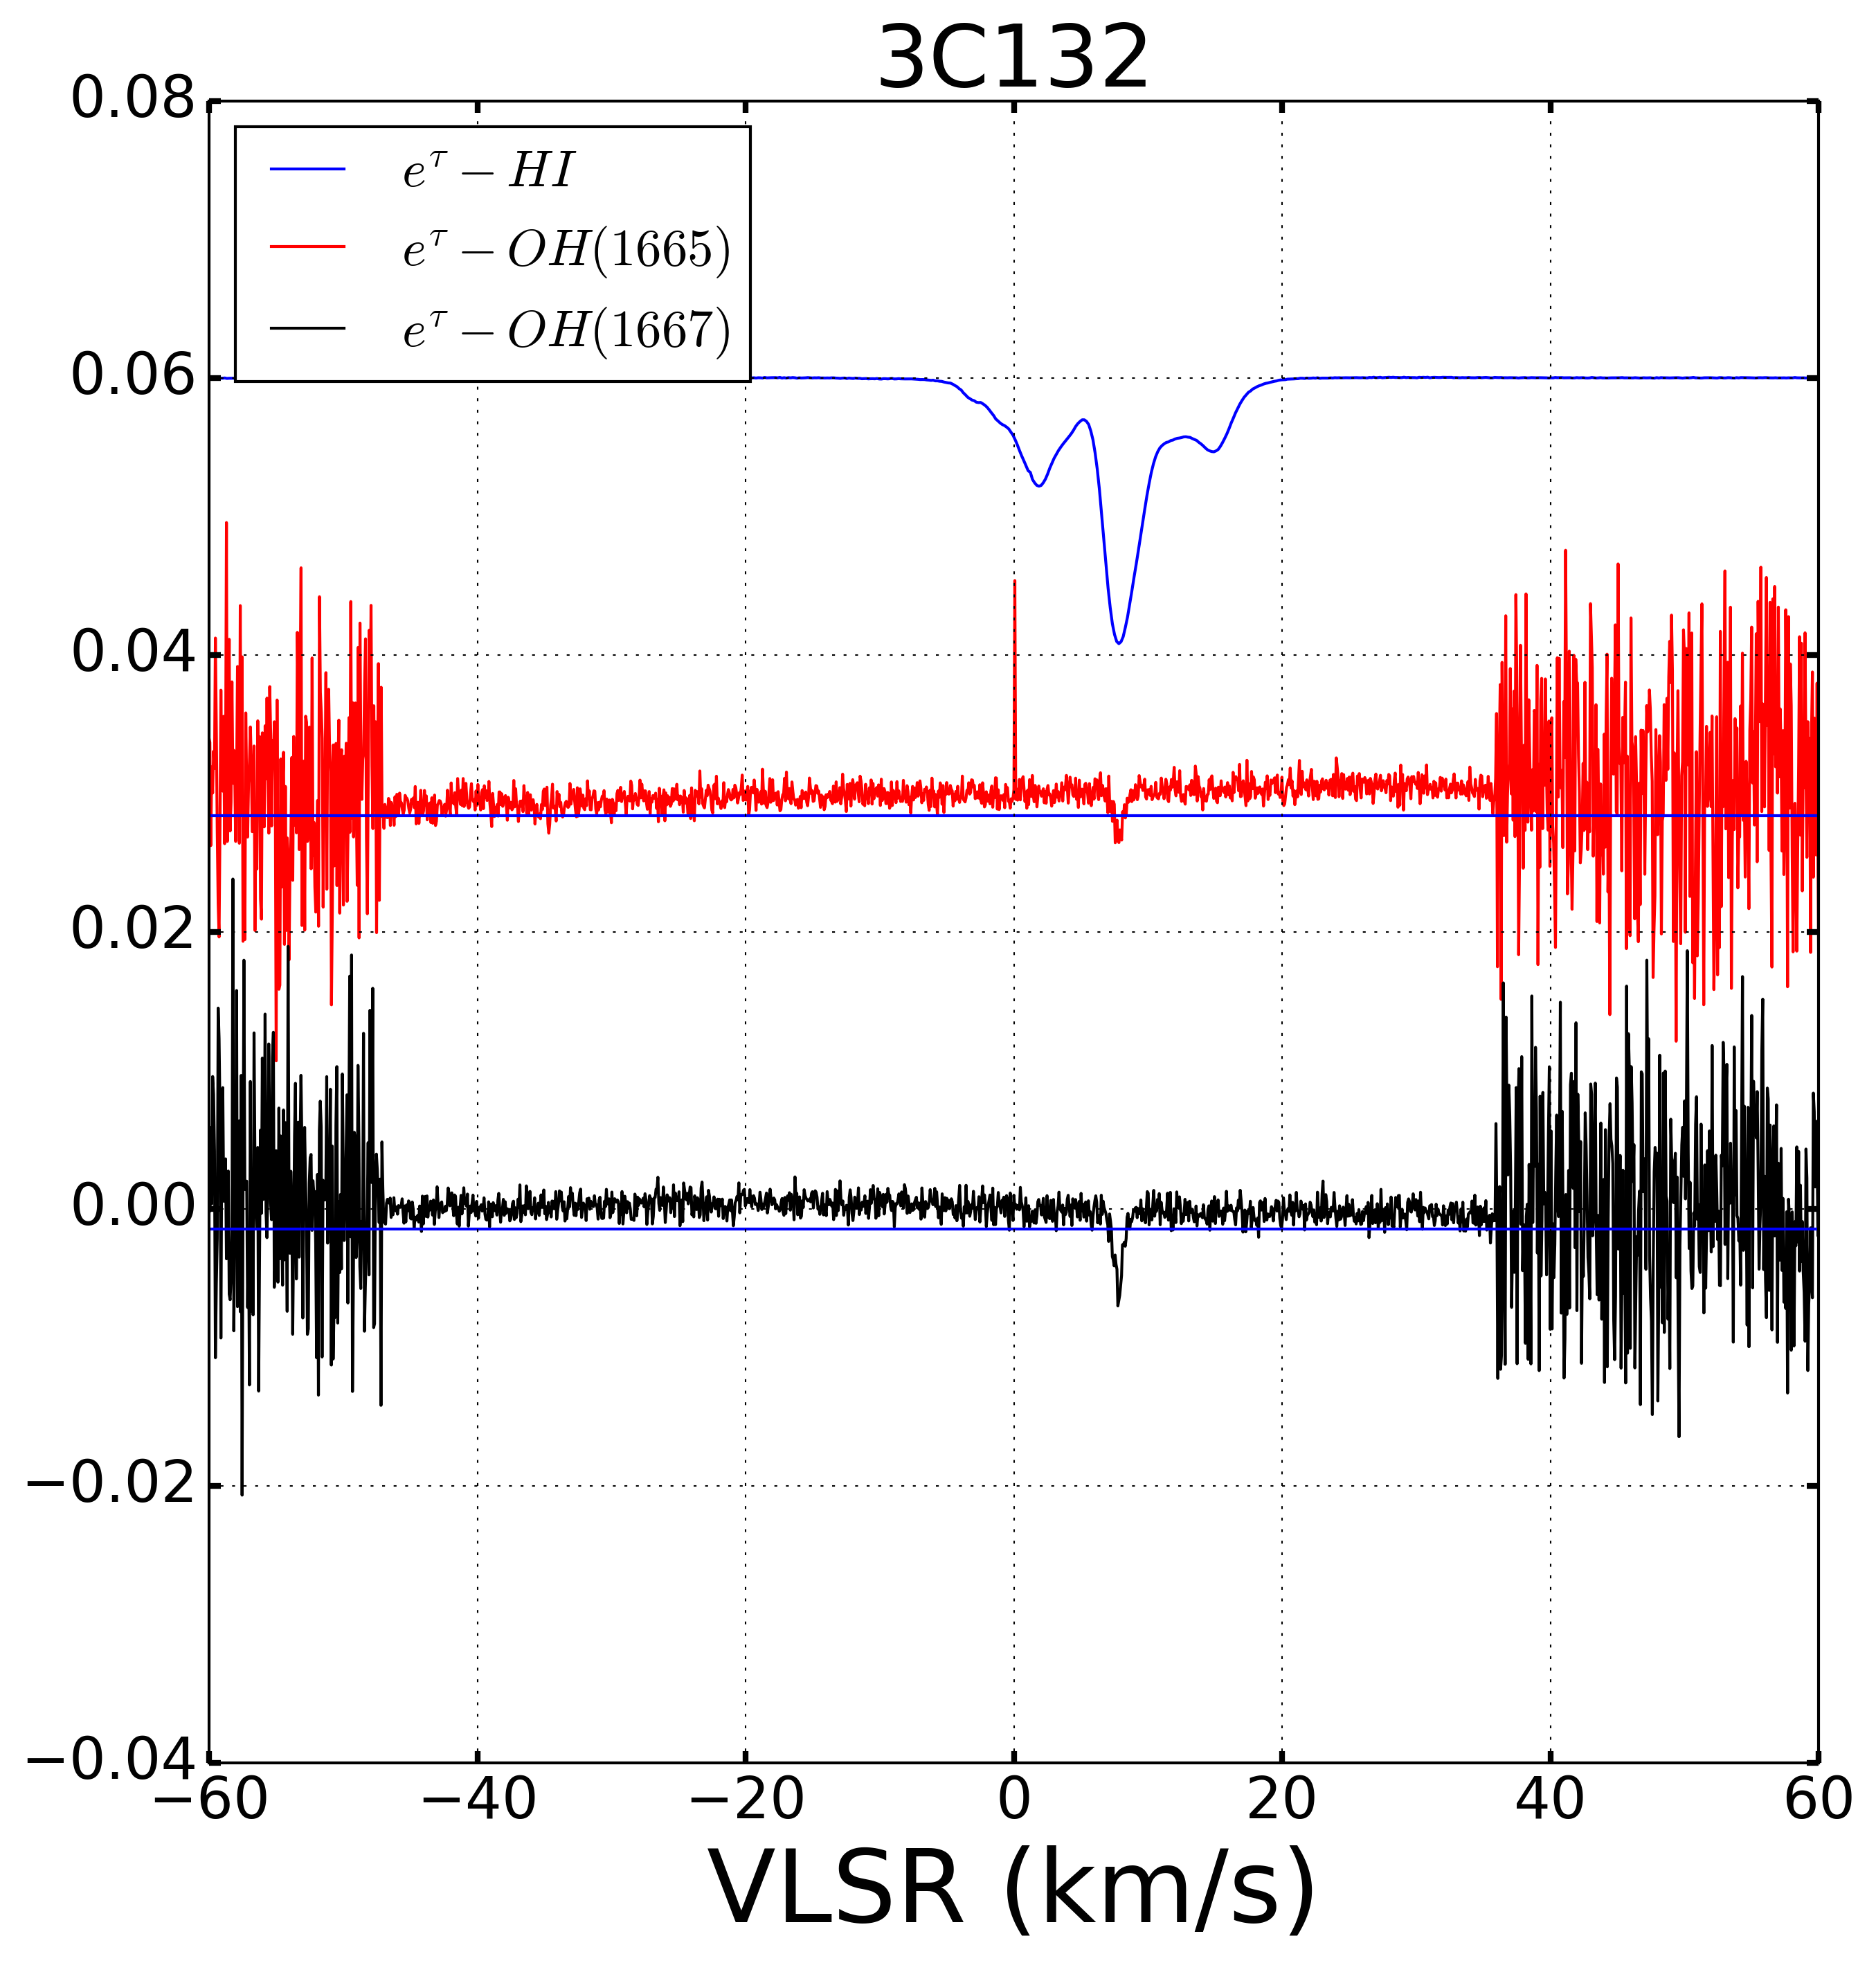 3C132
0.08
e^τ − HI
e^τ − OH(1665)
e^τ − OH(1667)
0.06
0.04
0.02
0.00
−0.02
−0.04
−60 −40 −20 0 20 40 60
VLSR (km/s)